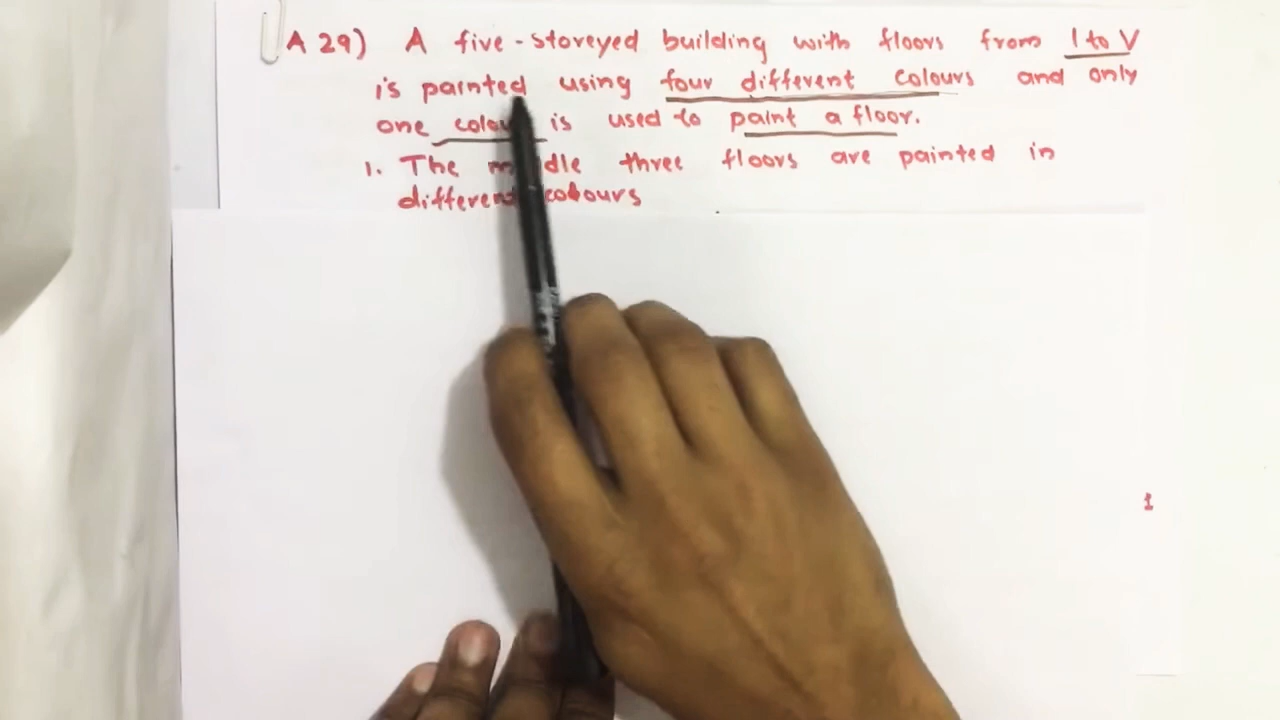 A 29) A five-storeyed building with floors from I to V
is painted using four different colours and only
one colour is used to paint a floor.
1. The middle three floors are painted in
different colours
1